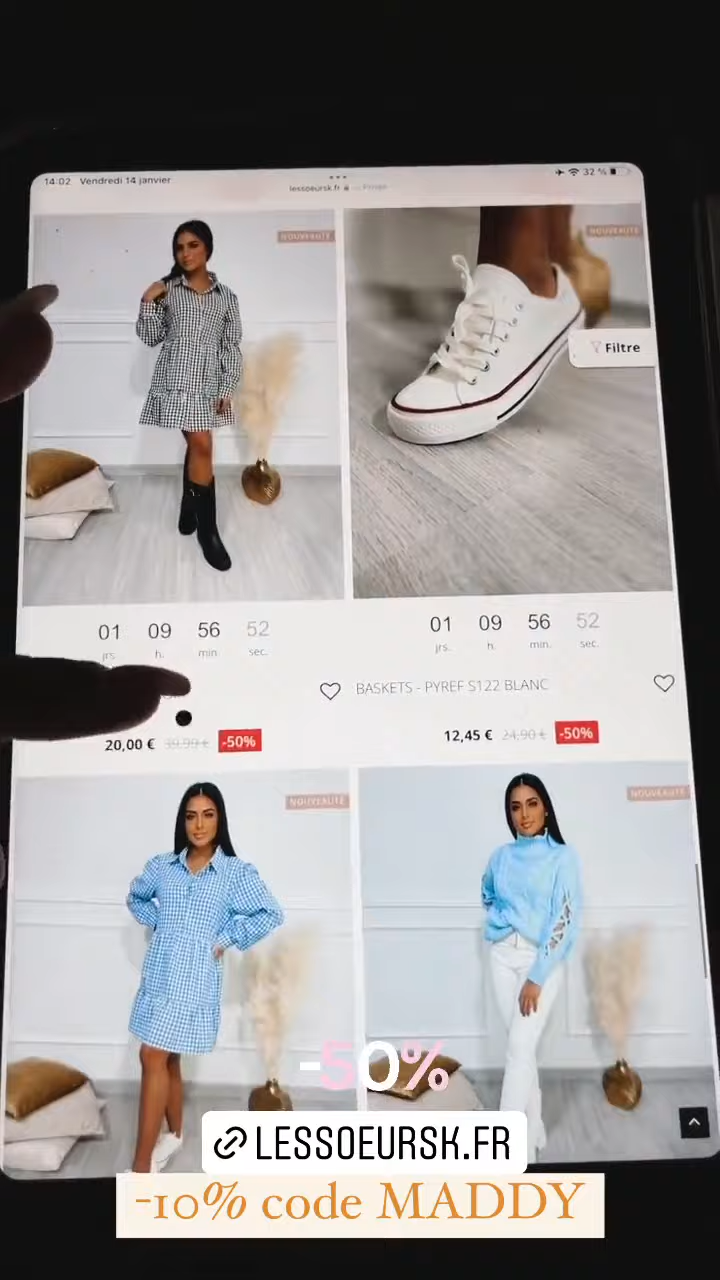 14:02 Vendredi 14 janvier
32 %
lessoeursk.fr
NOUVEAUTÉ
NOUVEAUTÉ
Filtre
01 09 56 52
jrs. h. min. sec.
01 09 56 52
jrs. h. min. sec.
BASKETS - PYREF S122 BLANC
20,00 € 39,99 € -50%
12,45 € 24,90 € -50%
NOUVEAUTÉ
NOUVEAUTÉ
-50%
LESSOEURSK.FR
-10% code MADDY